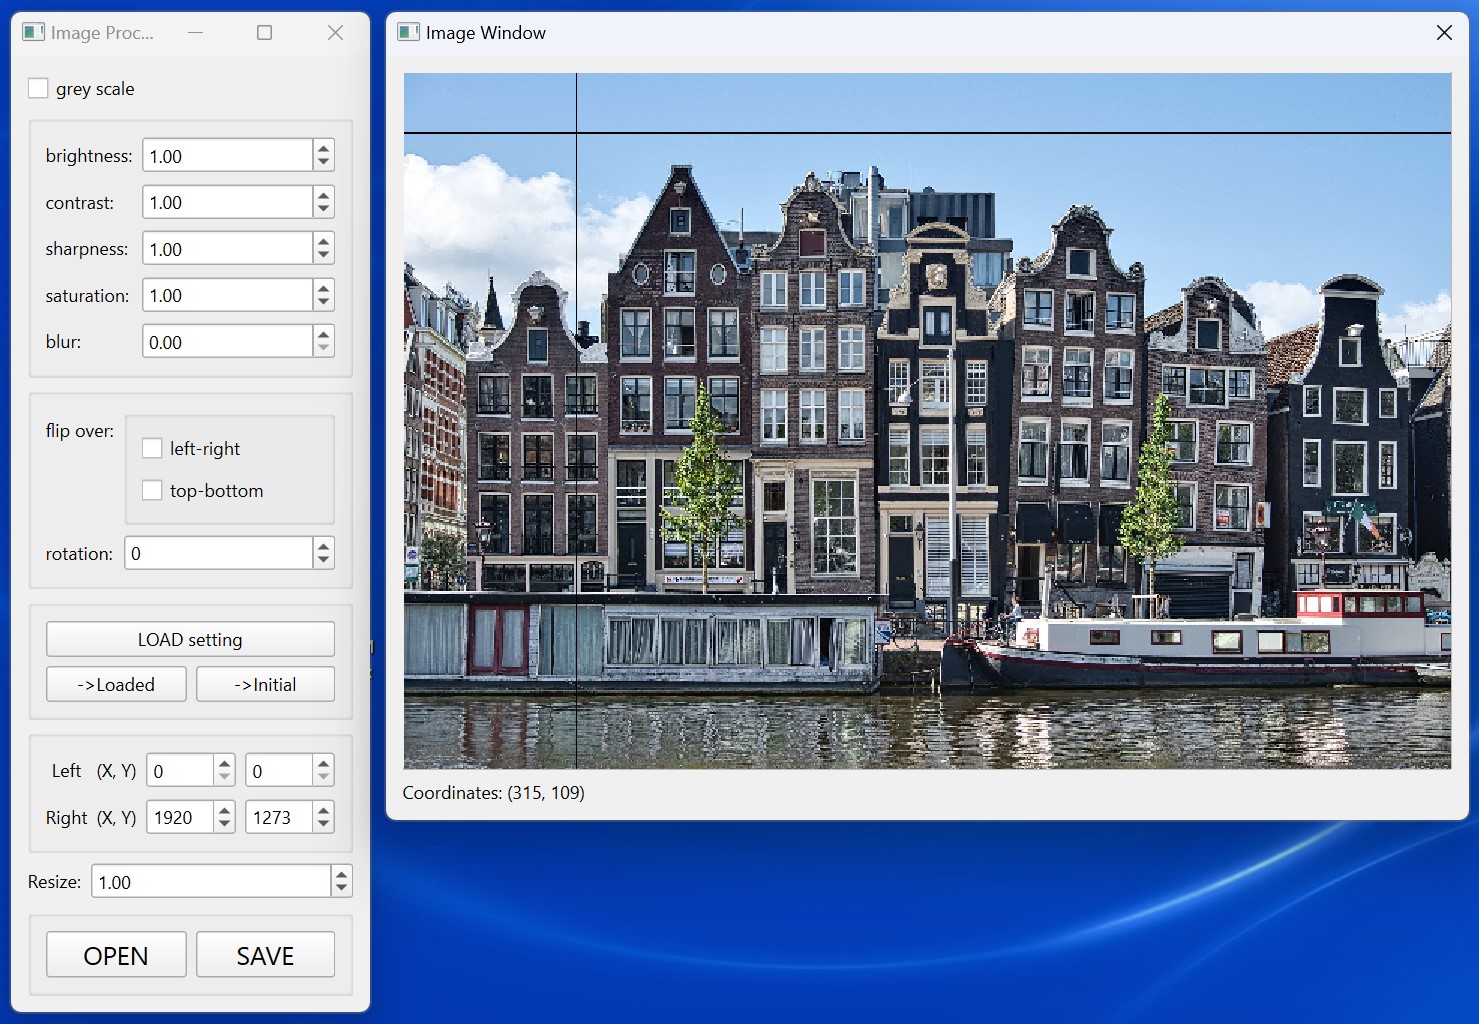 Image Proc...
grey scale
brightness: 1.00
contrast: 1.00
sharpness: 1.00
saturation: 1.00
blur: 0.00
flip over:
left-right
top-bottom
rotation: 0
LOAD setting
->Loaded ->Initial
Left (X, Y) 0 0
Right (X, Y) 1920 1273
Resize: 1.00
OPEN SAVE
Image Window
Coordinates: (315, 109)